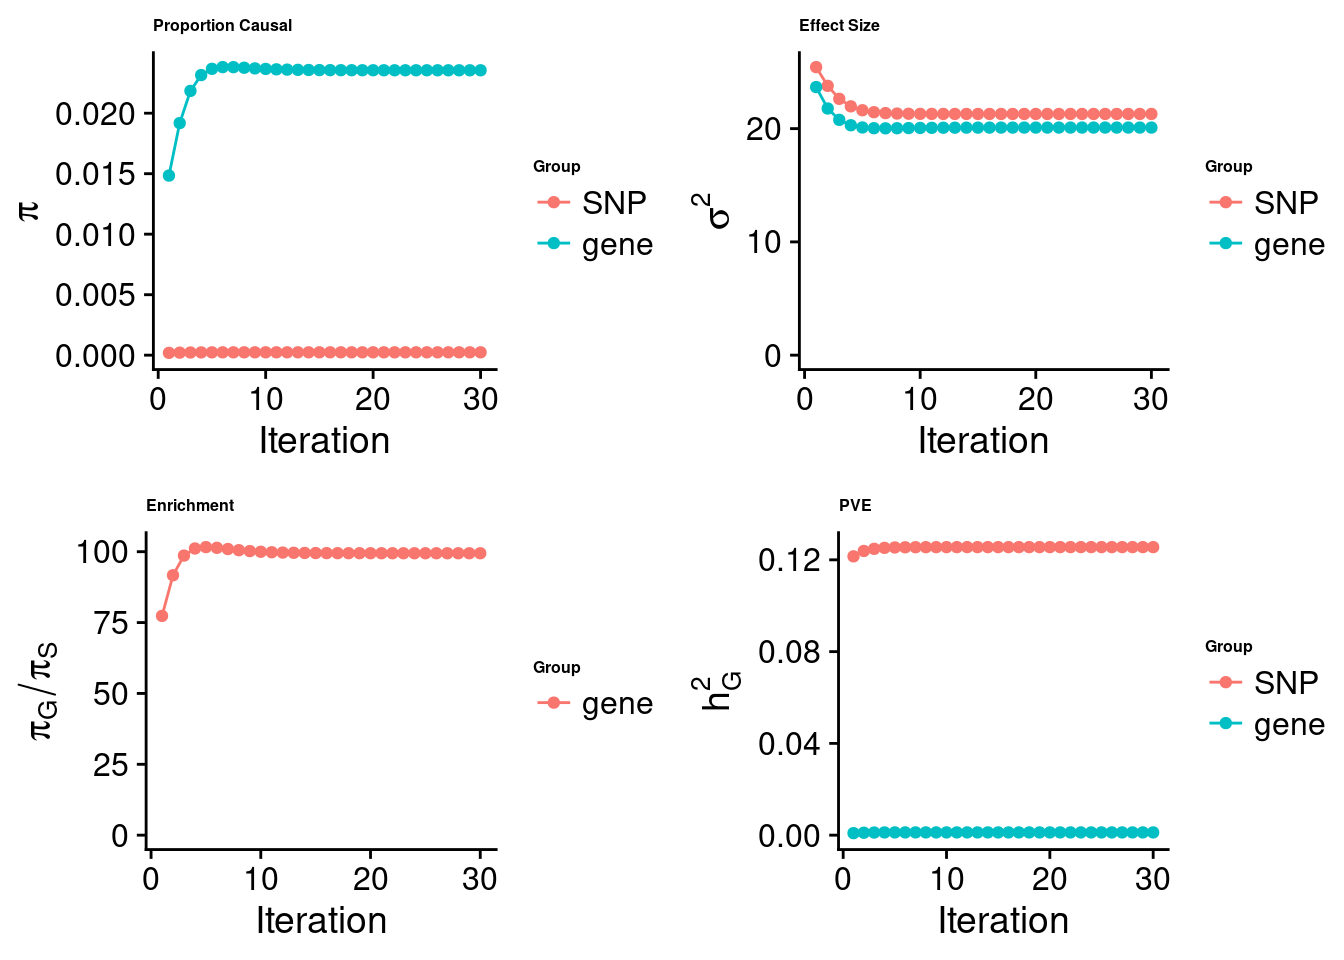 Proportion Causal
0.020
0.015
0.010
0.005
0.000
π
0 10 20 30
Iteration
Group
SNP
gene
Effect Size
20
10
0
σ²
0 10 20 30
Iteration
Group
SNP
gene
Enrichment
100
75
50
25
0
π_G/π_S
0 10 20 30
Iteration
Group
gene
PVE
0.12
0.08
0.04
0.00
h²_G
0 10 20 30
Iteration
Group
SNP
gene